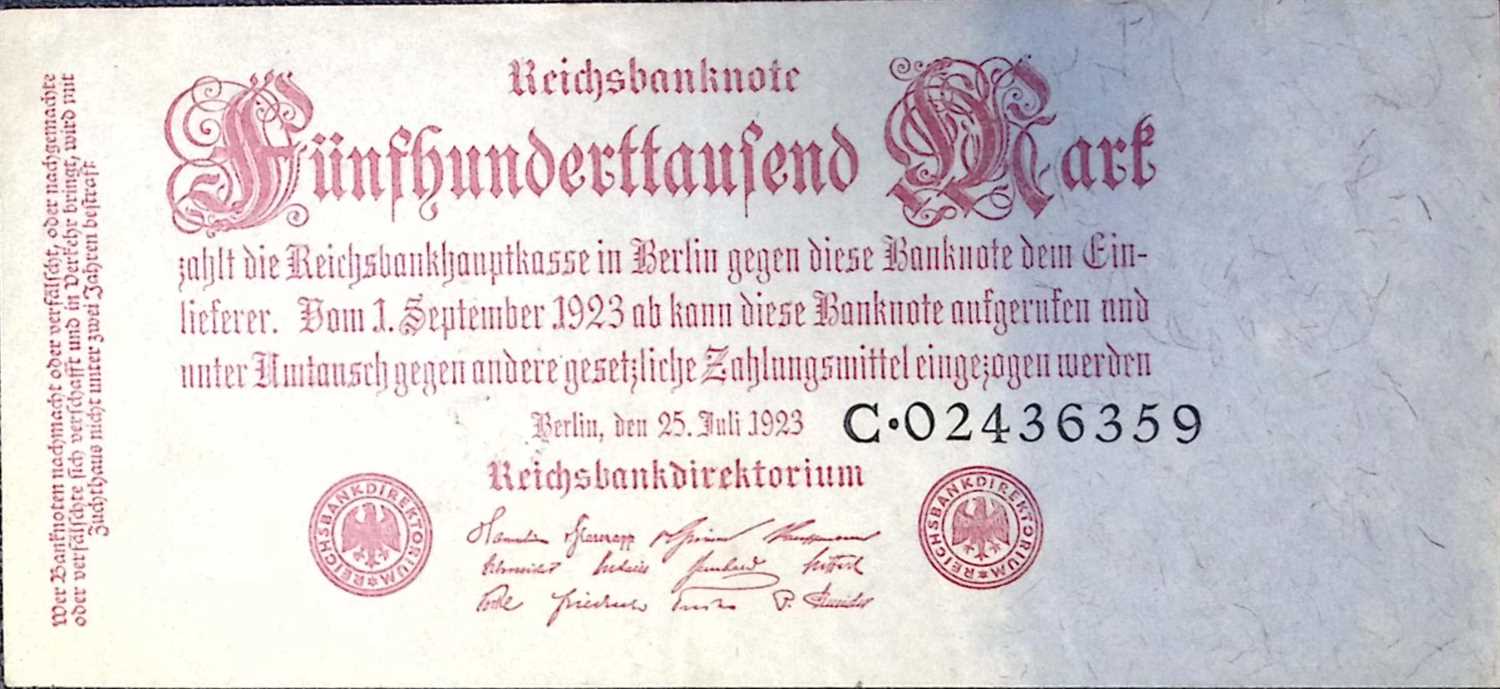 Reichsbanknote
Fünfhunderttausend Mark
zahlt die Reichsbankhauptkasse in Berlin gegen diese Banknote dem Ein-
lieferer. Vom 1. September 1923 ab kann diese Banknote aufgerufen und
unter Umtausch gegen andere gesetzliche Zahlungsmittel eingezogen werden
Berlin, den 25. Juli 1923
C·02436359
Reichsbankdirektorium
REICHSBANKDIREKTORIUM
REICHSBANKDIREKTORIUM
Wer Banknoten nachmacht oder verfälscht, oder nachgemachte
oder verfälschte sich verschafft und in Verkehr bringt, wird mit
Zuchthaus nicht unter zwei Jahren bestraft